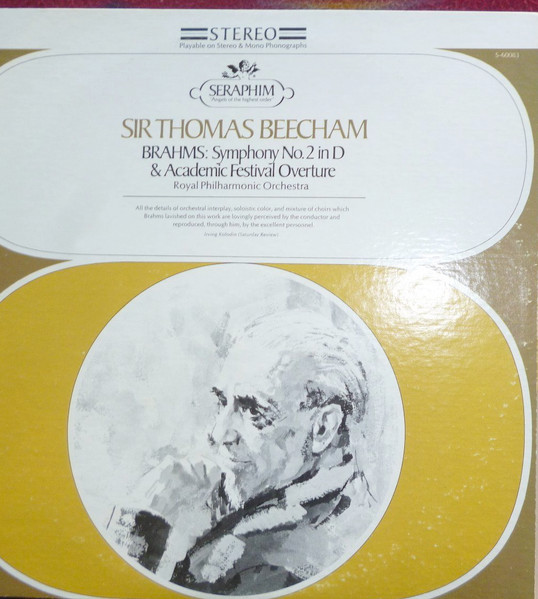 STEREO
Playable on Stereo & Mono Phonographs
SERAPHIM
"Angels of the highest order"
SIR THOMAS BEECHAM
BRAHMS: Symphony No. 2 in D
& Academic Festival Overture
Royal Philharmonic Orchestra
All the details of orchestral interplay, soloistic color, and mixture of choirs which
Brahms lavished on this work are lovingly perceived by the conductor and
reproduced, through him, by the excellent personnel.
Irving Kolodin (Saturday Review)